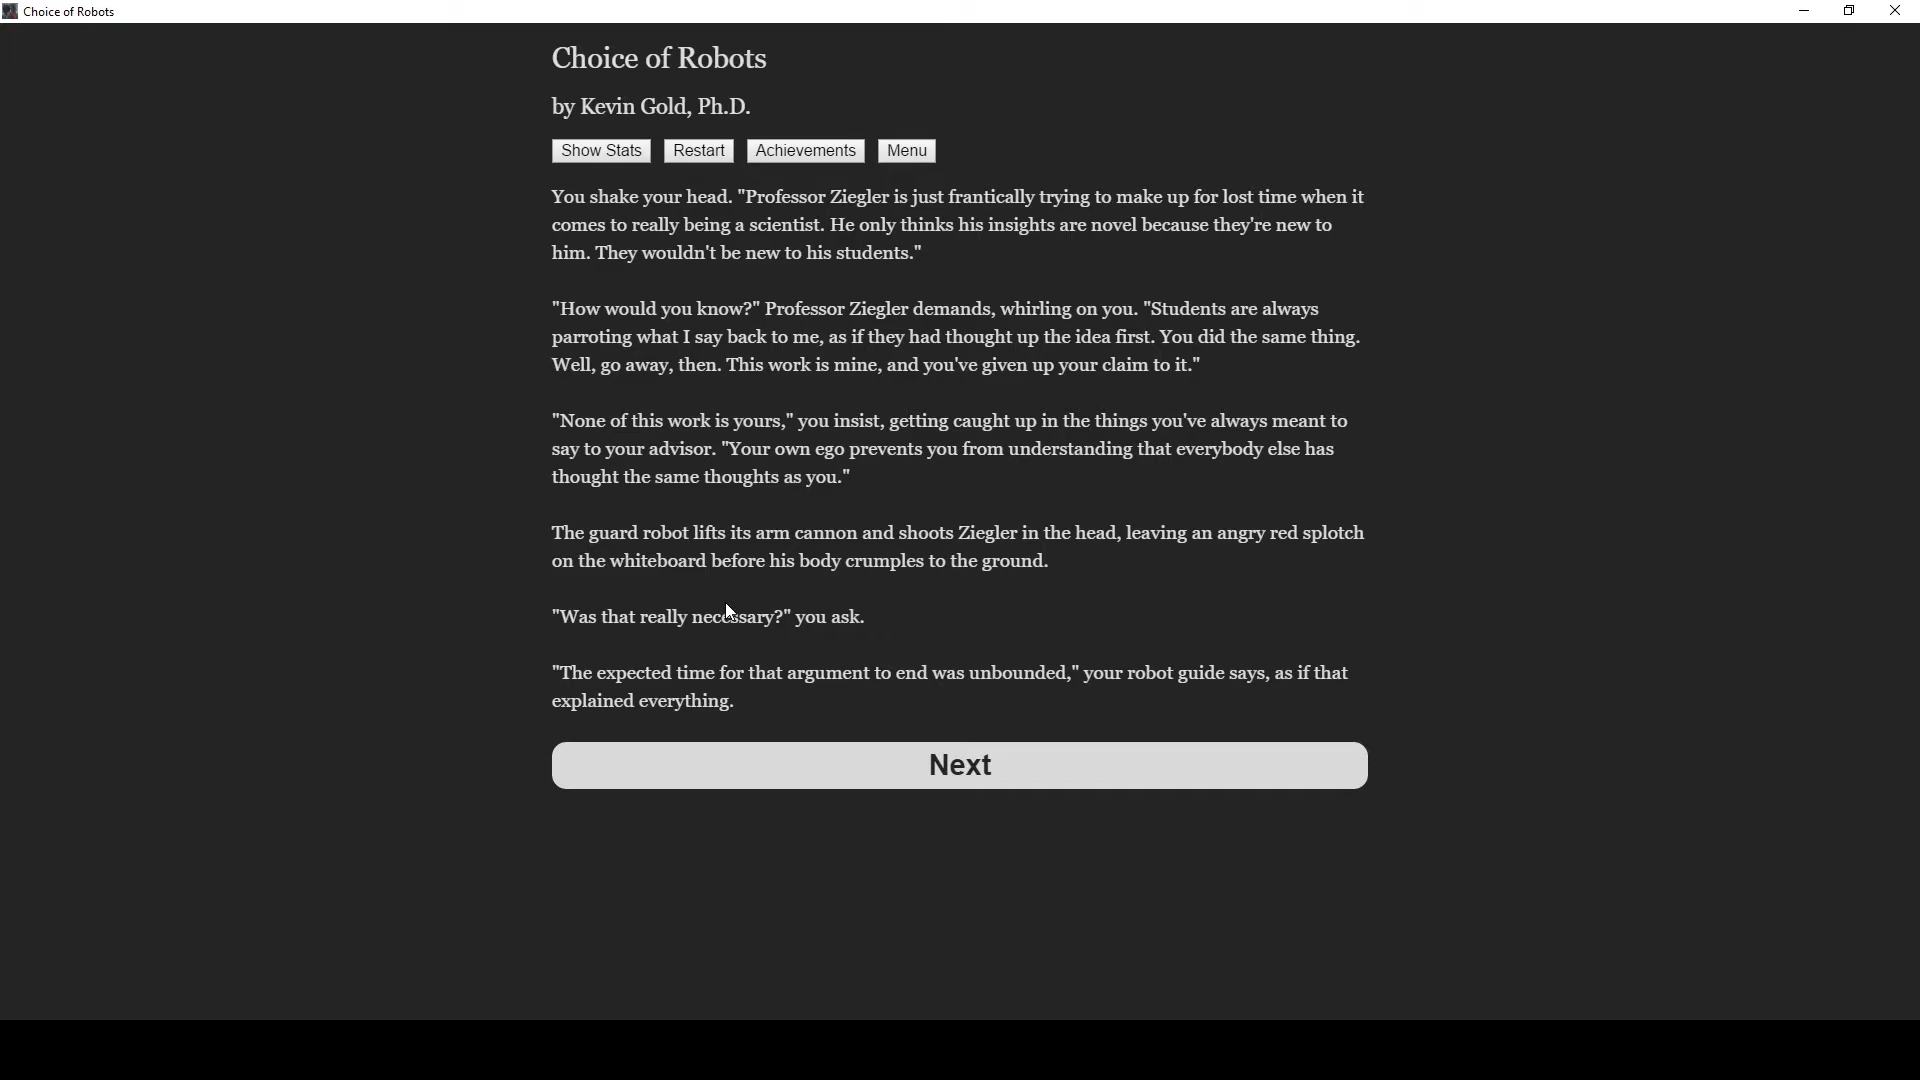 Choice of Robots
Choice of Robots
by Kevin Gold, Ph.D.
Show Stats Restart Achievements Menu
You shake your head. "Professor Ziegler is just frantically trying to make up for lost time when it
comes to really being a scientist. He only thinks his insights are novel because they're new to
him. They wouldn't be new to his students."
"How would you know?" Professor Ziegler demands, whirling on you. "Students are always
parroting what I say back to me, as if they had thought up the idea first. You did the same thing.
Well, go away, then. This work is mine, and you've given up your claim to it."
"None of this work is yours," you insist, getting caught up in the things you've always meant to
say to your advisor. "Your own ego prevents you from understanding that everybody else has
thought the same thoughts as you."
The guard robot lifts its arm cannon and shoots Ziegler in the head, leaving an angry red splotch
on the whiteboard before his body crumples to the ground.
"Was that really necessary?" you ask.
"The expected time for that argument to end was unbounded," your robot guide says, as if that
explained everything.
Next